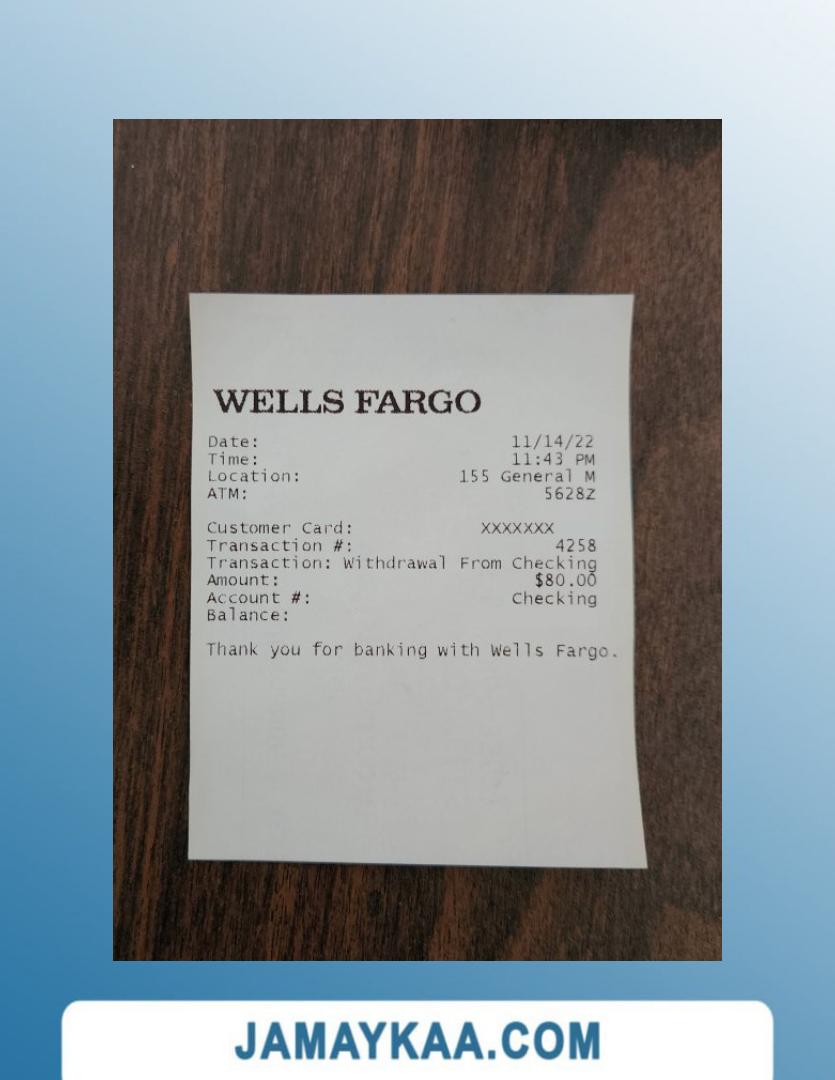 WELLS FARGO
Date: 11/14/22
Time: 11:43 PM
Location: 155 General M
ATM: 5628Z
Customer Card: XXXXXXX
Transaction #: 4258
Transaction: Withdrawal From Checking
Amount: $80.00
Account #: Checking
Balance:
Thank you for banking with Wells Fargo.
JAMAYKAA.COM